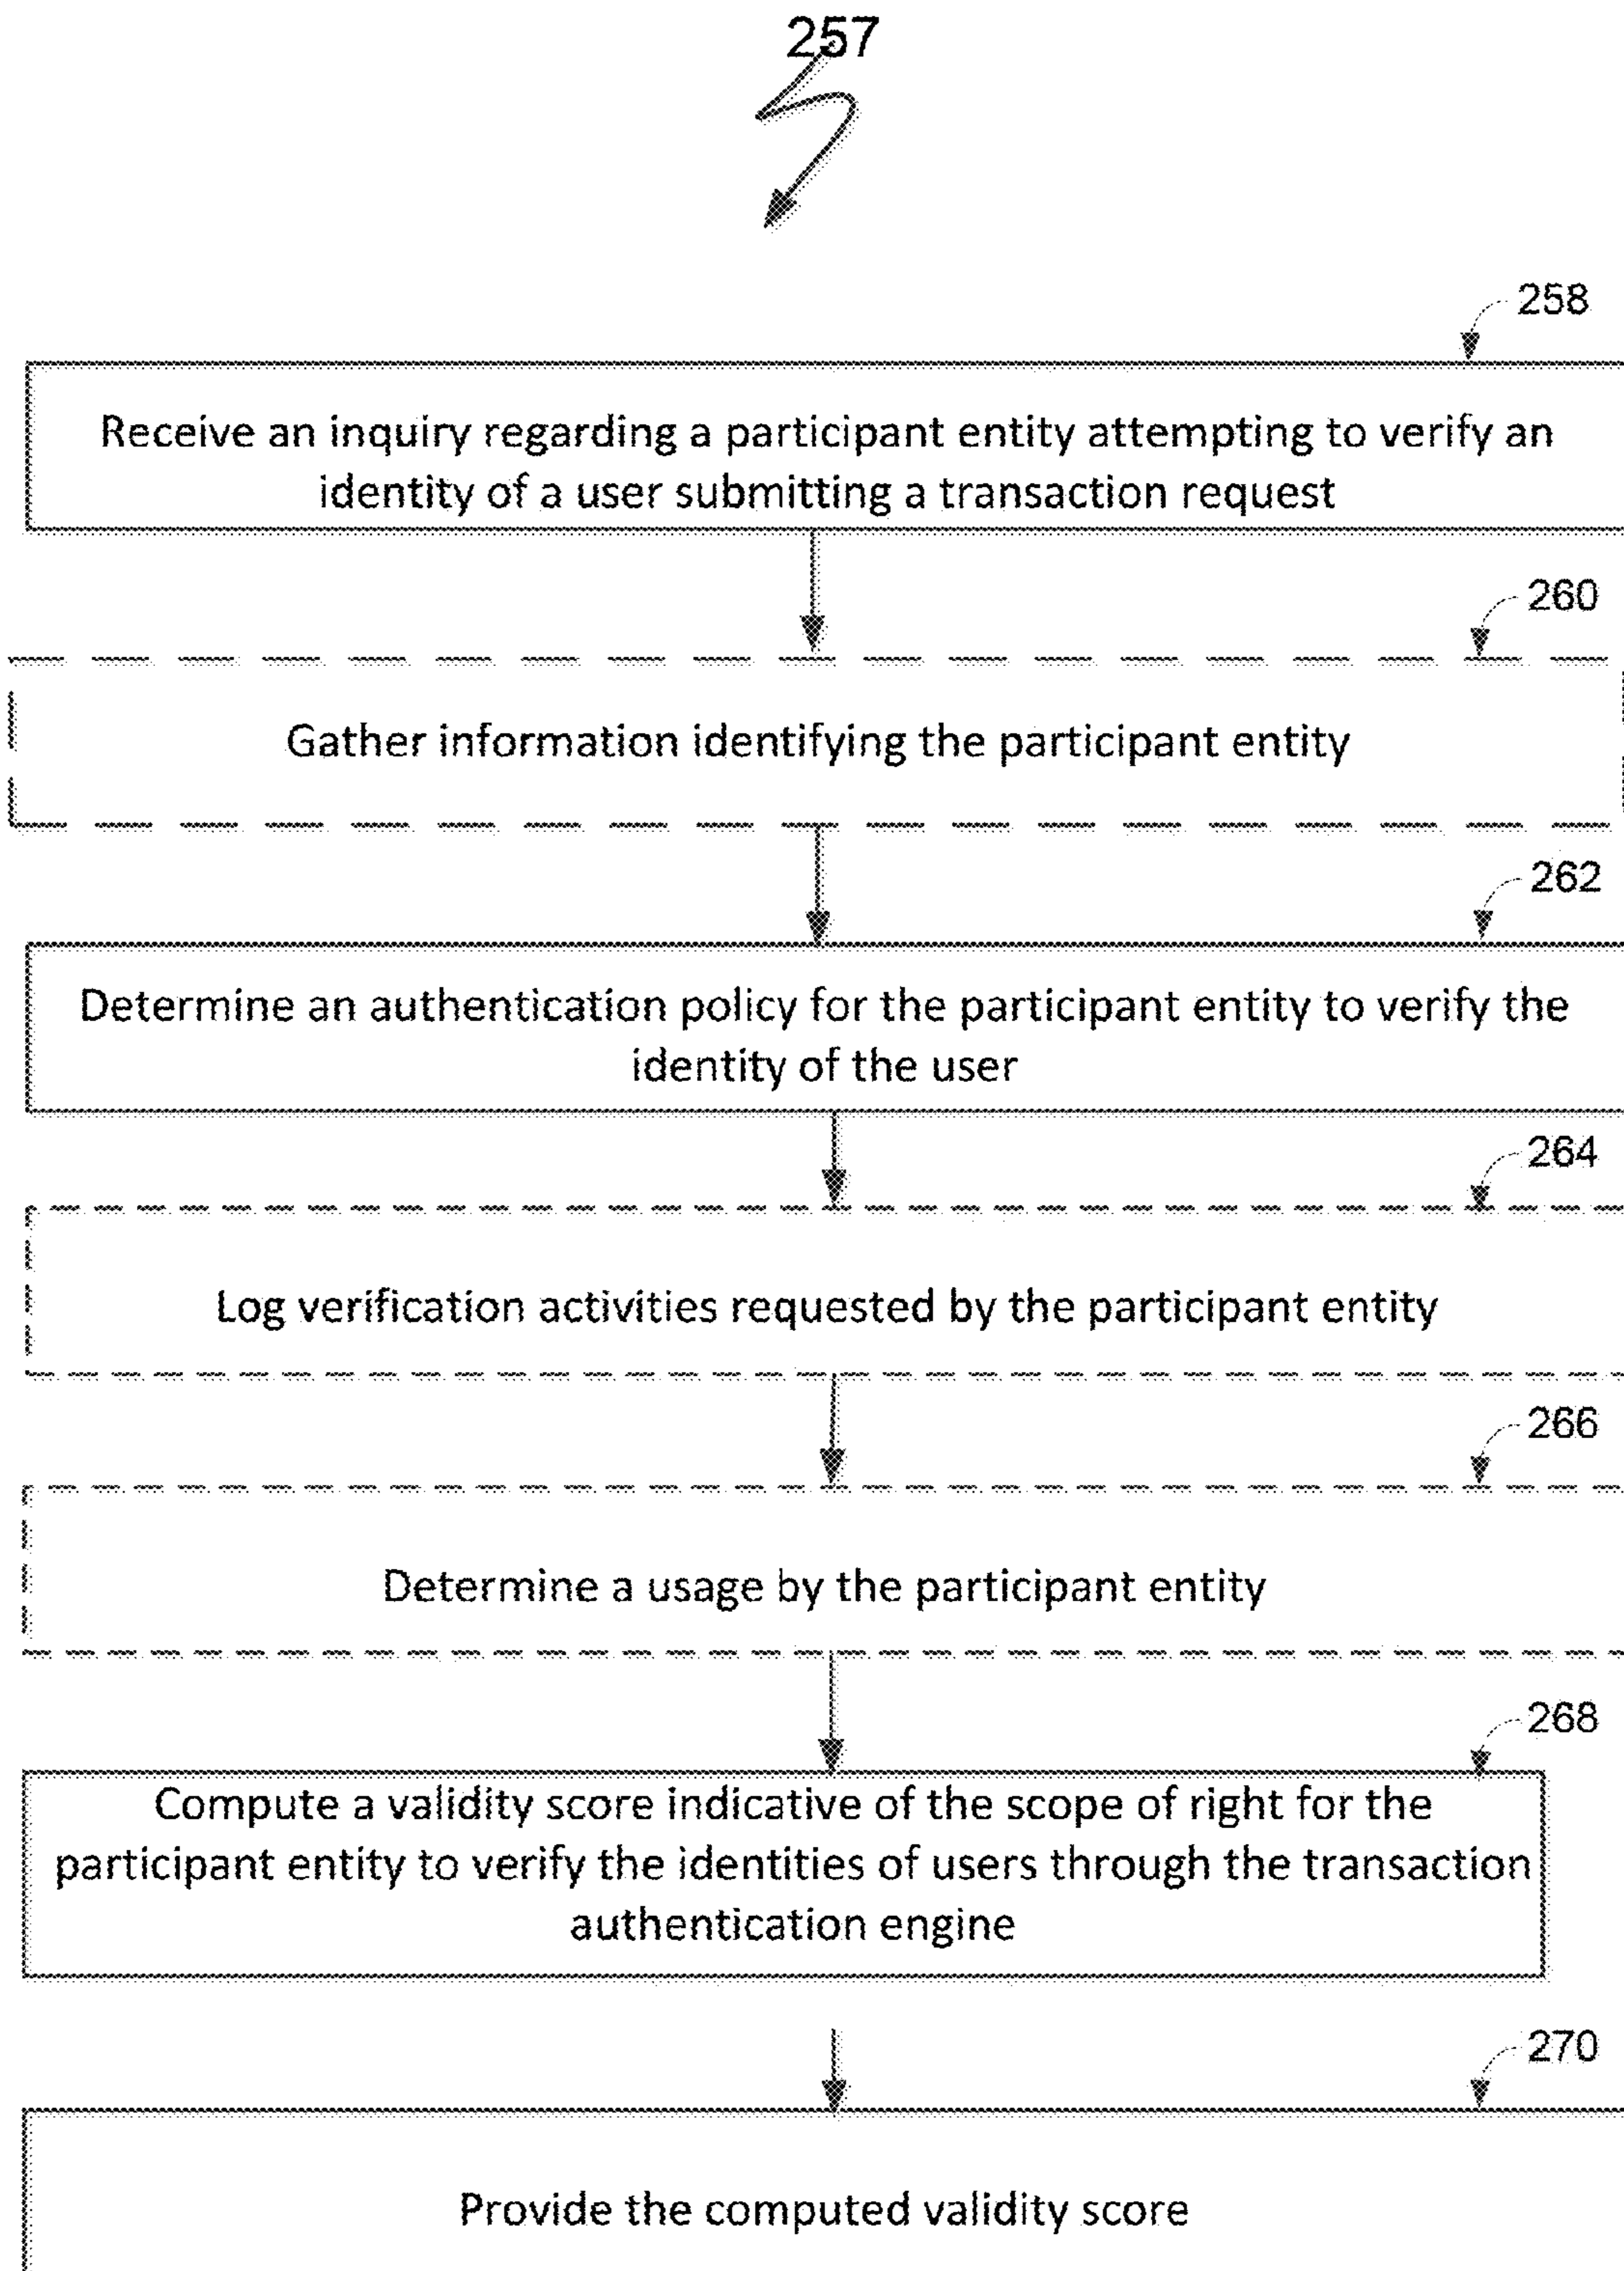 257
258
Receive an inquiry regarding a participant entity attempting to verify an
identity of a user submitting a transaction request
260
Gather information identifying the participant entity
262
Determine an authentication policy for the participant entity to verify the
identity of the user
264
Log verification activities requested by the participant entity
266
Determine a usage by the participant entity
268
Compute a validity score indicative of the scope of right for the
participant entity to verify the identities of users through the transaction
authentication engine
270
Provide the computed validity score